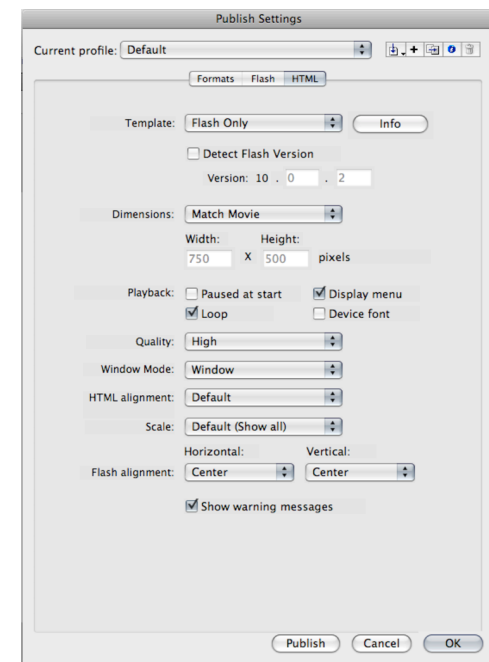 Publish Settings
Current profile: Default
Formats Flash HTML
Template: Flash Only Info
Detect Flash Version
Version: 10 . 0 . 2
Dimensions: Match Movie
Width: Height:
750 X 500 pixels
Playback: Paused at start Display menu
Loop Device font
Quality: High
Window Mode: Window
HTML alignment: Default
Scale: Default (Show all)
Horizontal: Vertical:
Flash alignment: Center Center
Show warning messages
Publish Cancel OK